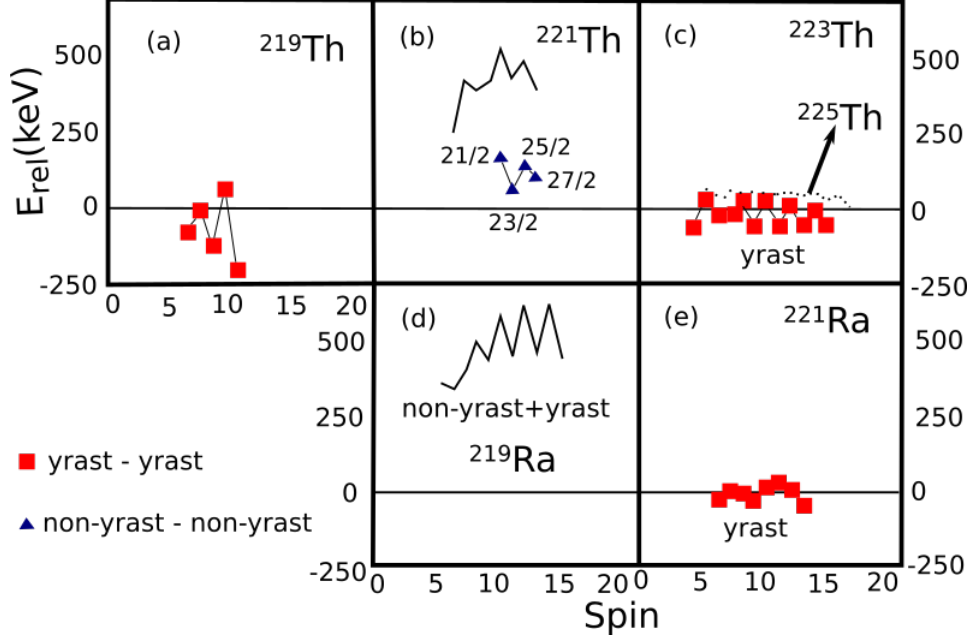 (a)
²¹⁹Th
(b)
²²¹Th
(c)
²²³Th
500
500
E_rel(keV)
250
21/2
25/2
27/2
23/2
²²⁵Th
250
0
0
yrast
-250
-250
0
5
10
15
20
500
(d)
non-yrast+yrast
²¹⁹Ra
(e)
²²¹Ra
500
250
250
yrast - yrast
0
0
non-yrast - non-yrast
yrast
-250
-250
0
5
10
15
20
0
5
10
15
20
Spin